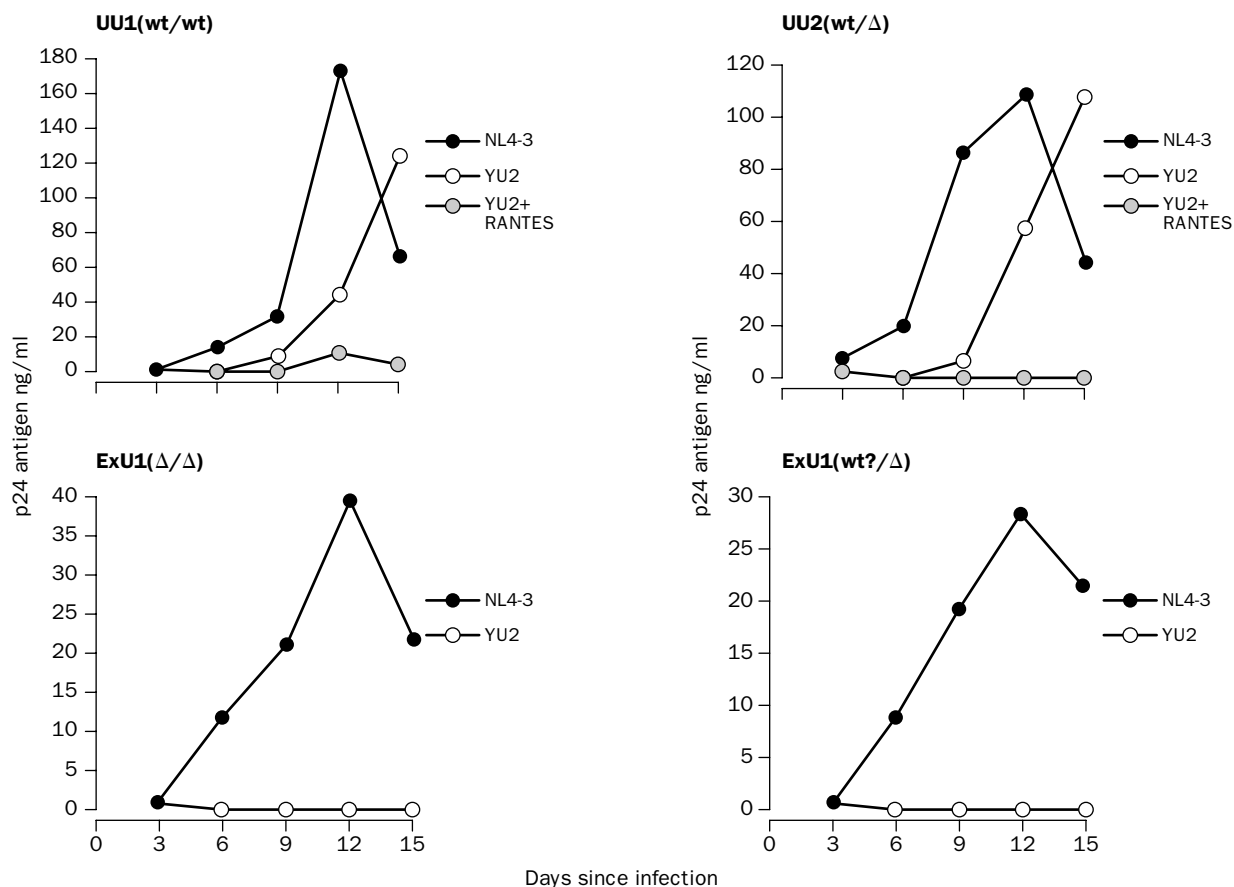 UU1(wt/wt)
180
160
140
120
100
80
60
40
20
0
NL4-3
YU2
YU2+
RANTES
UU2(wt/Δ)
120
100
80
60
40
20
0
NL4-3
YU2
YU2+
RANTES
p24 antigen ng/ml
p24 antigen ng/ml
ExU1(Δ/Δ)
40
35
30
25
20
15
10
5
0
0 3 6 9 12 15
NL4-3
YU2
ExU1(wt?/Δ)
30
25
20
15
10
5
0
0 3 6 9 12 15
NL4-3
YU2
Days since infection